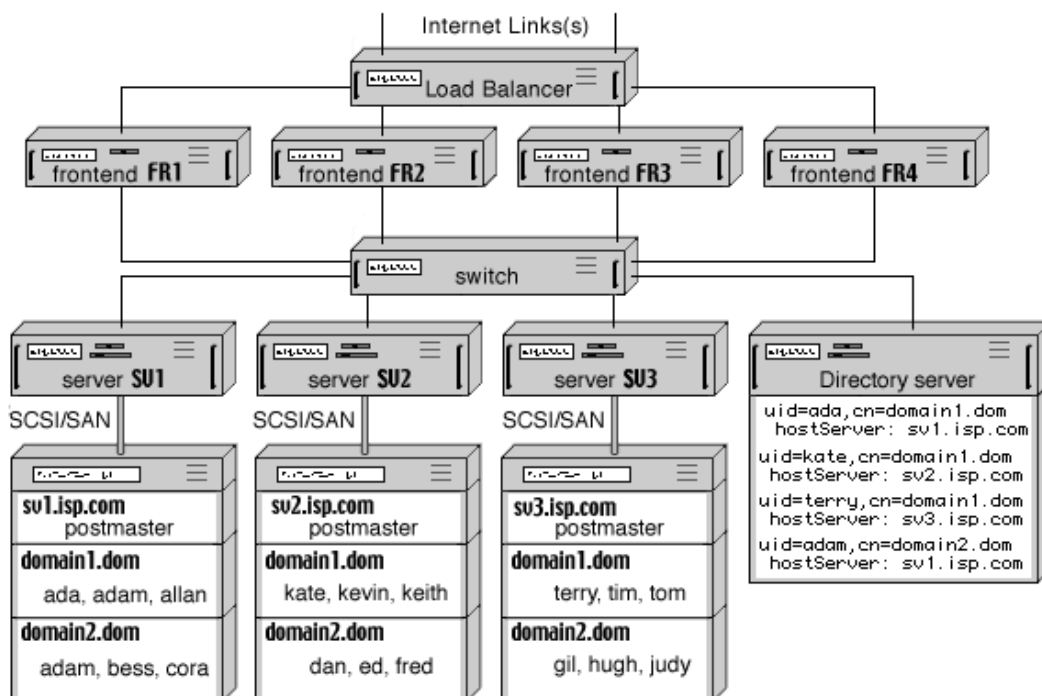 Internet Links(s)
Load Balancer
frontend FR1
frontend FR2
frontend FR3
frontend FR4
switch
server SV1
server SV2
server SV3
Directory server
SCSI/SAN
SCSI/SAN
SCSI/SAN
sv1.isp.com
postmaster
domain1.dom
ada, adam, allan
domain2.dom
adam, bess, cora
sv2.isp.com
postmaster
domain1.dom
kate, kevin, keith
domain2.dom
dan, ed, fred
sv3.isp.com
postmaster
domain1.dom
terry, tim, tom
domain2.dom
gil, hugh, judy
uid=ada,cn=domain1.dom
hostServer: sv1.isp.com
uid=kate,cn=domain1.dom
hostServer: sv2.isp.com
uid=terry,cn=domain1.dom
hostServer: sv3.isp.com
uid=adam,cn=domain2.dom
hostServer: sv1.isp.com